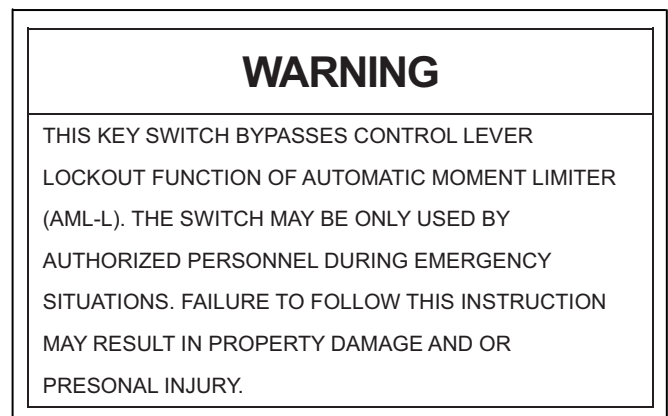 WARNING
THIS KEY SWITCH BYPASSES CONTROL LEVER
LOCKOUT FUNCTION OF AUTOMATIC MOMENT LIMITER
(AML-L). THE SWITCH MAY BE ONLY USED BY
AUTHORIZED PERSONNEL DURING EMERGENCY
SITUATIONS. FAILURE TO FOLLOW THIS INSTRUCTION
MAY RESULT IN PROPERTY DAMAGE AND OR
PRESONAL INJURY.